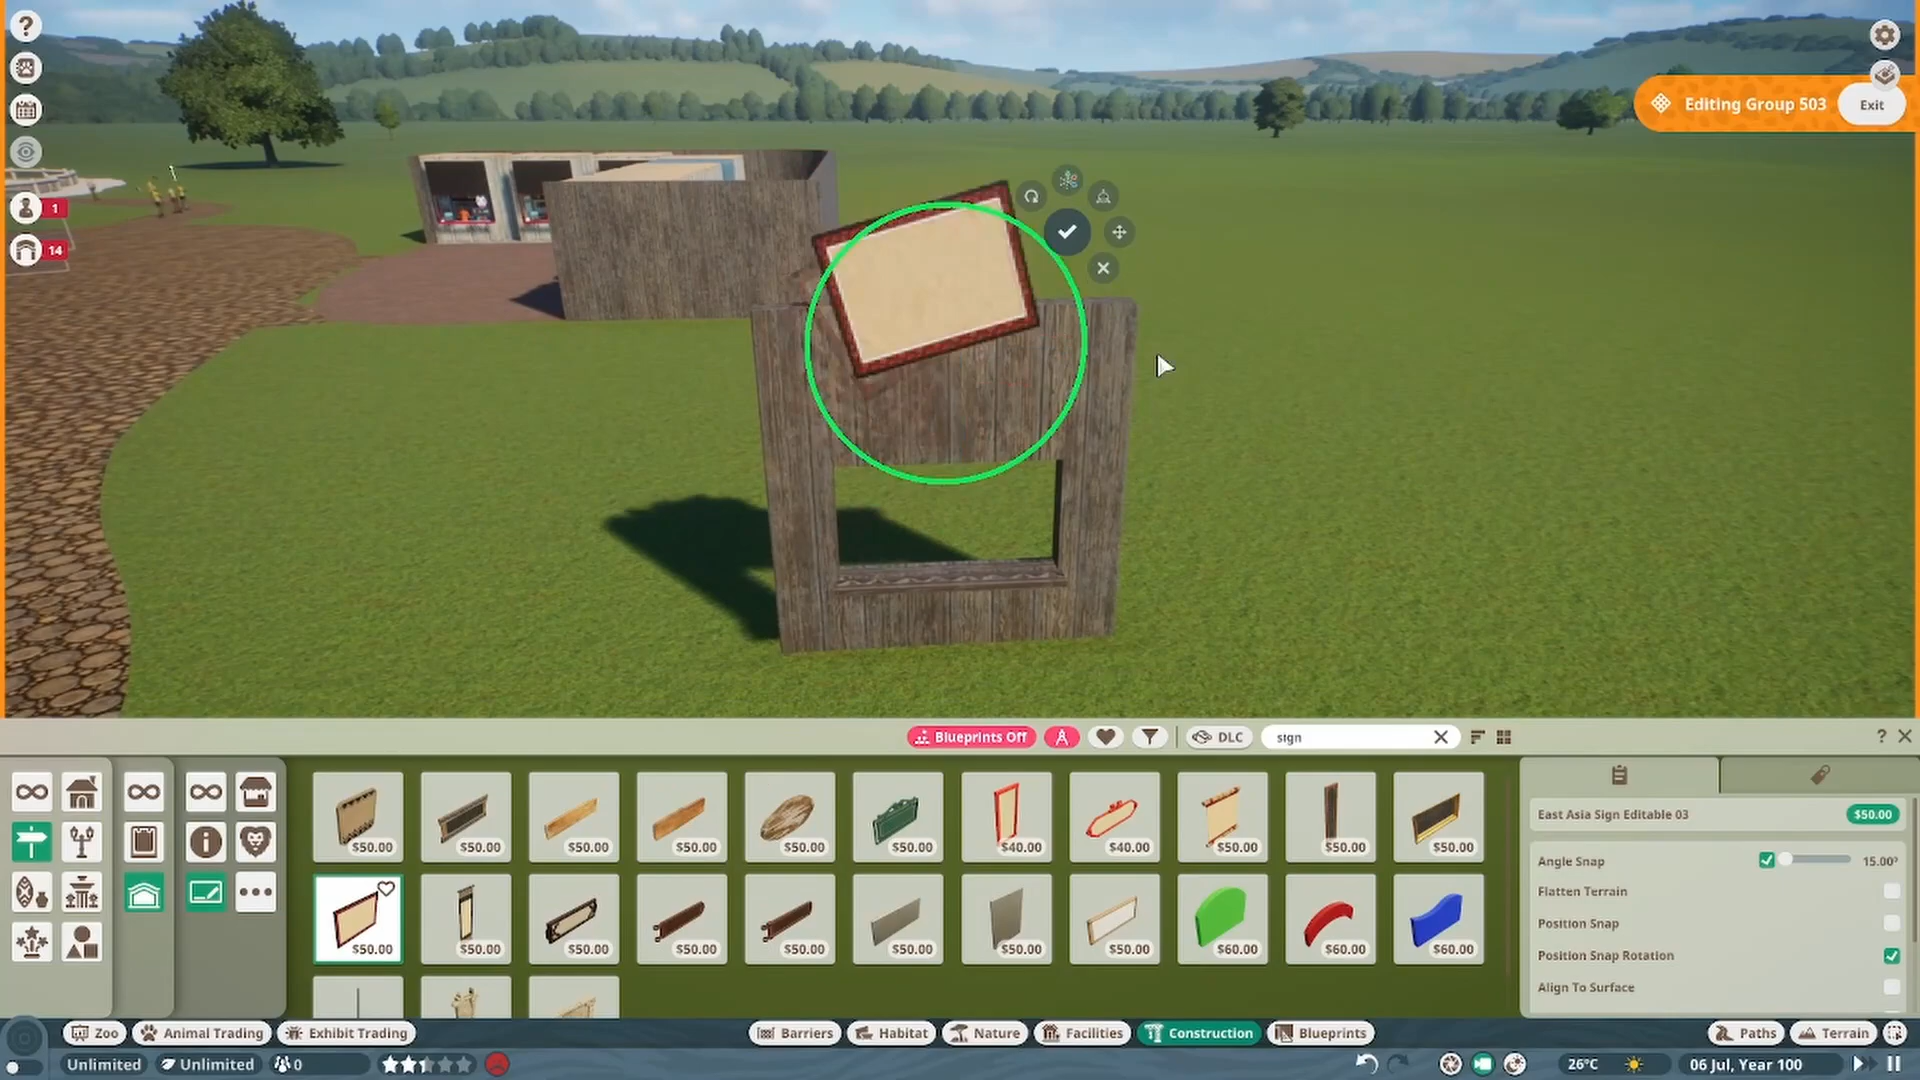 Editing Group 503
Exit
1
14
Blueprints Off
DLC
sign
?
$50.00
$50.00
$50.00
$50.00
$50.00
$50.00
$40.00
$40.00
$50.00
$50.00
$50.00
$50.00
$50.00
$50.00
$50.00
$50.00
$50.00
$50.00
$50.00
$60.00
$60.00
$60.00
East Asia Sign Editable 03
$50.00
Angle Snap
15.00°
Flatten Terrain
Position Snap
Position Snap Rotation
Align To Surface
Zoo
Animal Trading
Exhibit Trading
Barriers
Habitat
Nature
Facilities
Construction
Blueprints
Paths
Terrain
Unlimited
Unlimited
0
26°C
06 Jul, Year 100